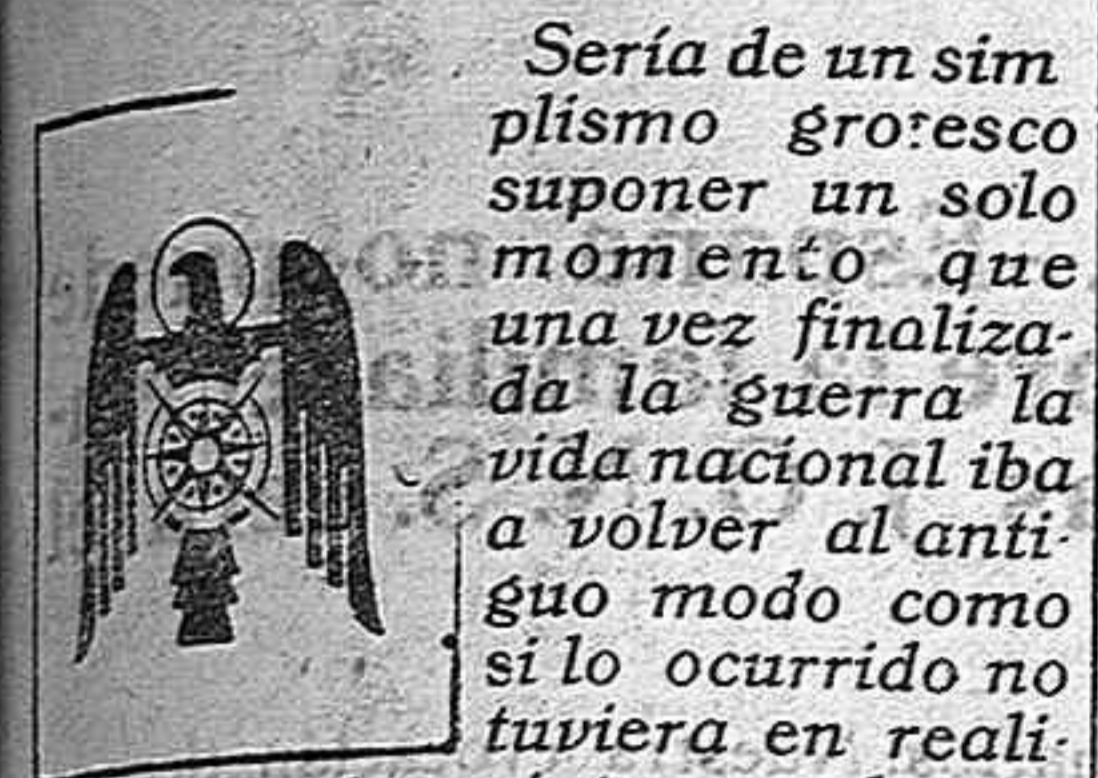 Sería de un sim
plismo grotesco
suponer un solo
momento que
una vez finaliza-
da la guerra la
vida nacional iba
a volver al anti-
guo modo como
si lo ocurrido no
tuviera en reali-